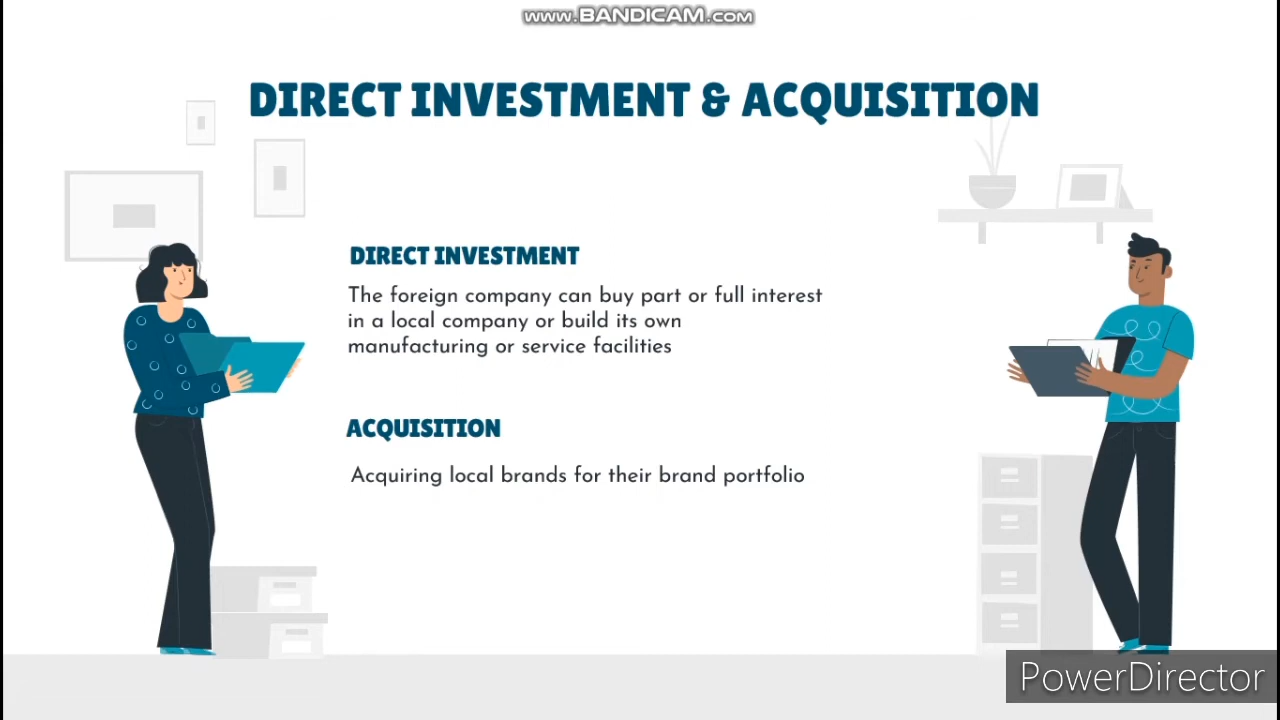 www.BANDICAM.com
DIRECT INVESTMENT & ACQUISITION
DIRECT INVESTMENT
The foreign company can buy part or full interest
in a local company or build its own
manufacturing or service facilities
ACQUISITION
Acquiring local brands for their brand portfolio
PowerDirector